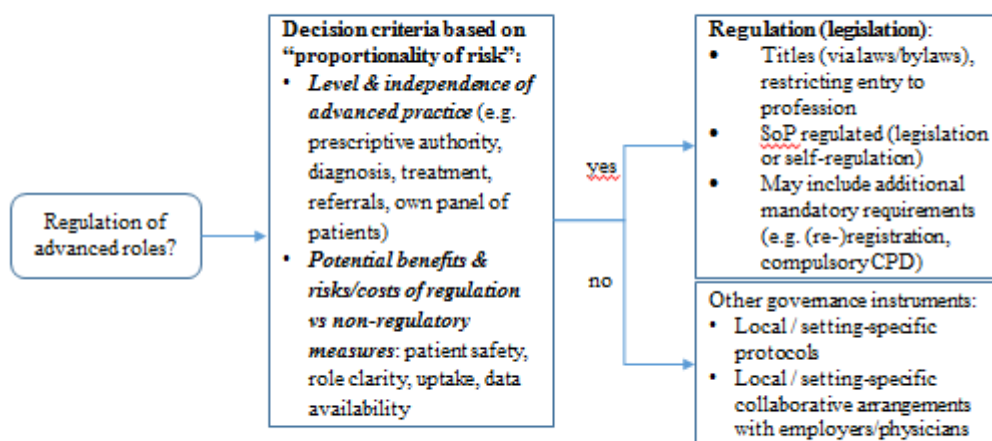 Regulation of
advanced roles?
Decision criteria based on
“proportionality of risk”:
• Level & independence of
advanced practice (e.g.
prescriptive authority,
diagnosis, treatment,
referrals, own panel of
patients)
• Potential benefits &
risks/costs of regulation
vs non-regulatory
measures: patient safety,
role clarity, uptake, data
availability
yes
no
Regulation (legislation):
• Titles (via laws/bylaws),
restricting entry to
profession
• SoP regulated (legislation
or self-regulation)
• May include additional
mandatory requirements
(e.g. (re-)registration,
compulsory CPD)
Other governance instruments:
• Local / setting-specific
protocols
• Local / setting-specific
collaborative arrangements
with employers/physicians